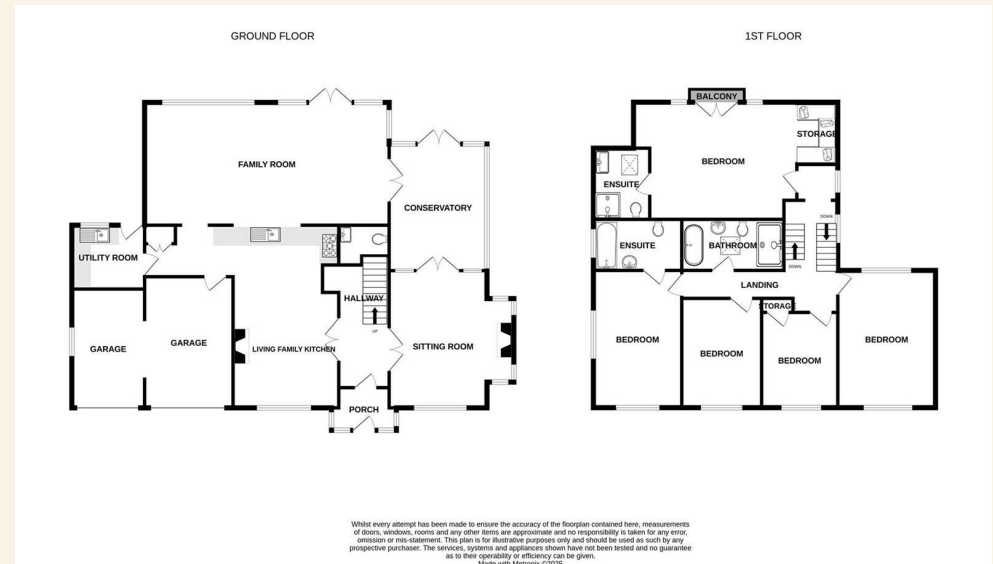 GROUND FLOOR
1ST FLOOR
FAMILY ROOM
CONSERVATORY
UTILITY ROOM
HALLWAY
UP
GARAGE
GARAGE
LIVING FAMILY KITCHEN
SITTING ROOM
PORCH
BALCONY
STORAGE
BEDROOM
ENSUITE
DOWN
ENSUITE
BATHROOM
DOWN
LANDING
STORAGE
BEDROOM
BEDROOM
BEDROOM
BEDROOM
Whilst every attempt has been made to ensure the accuracy of the floorplan contained here, measurements
of doors, windows, rooms and any other items are approximate and no responsibility is taken for any error,
omission or mis-statement. This plan is for illustrative purposes only and should be used as such by any
prospective purchaser. The services, systems and appliances shown have not been tested and no guarantee
as to their operability or efficiency can be given.
Made with Metropix ©2025